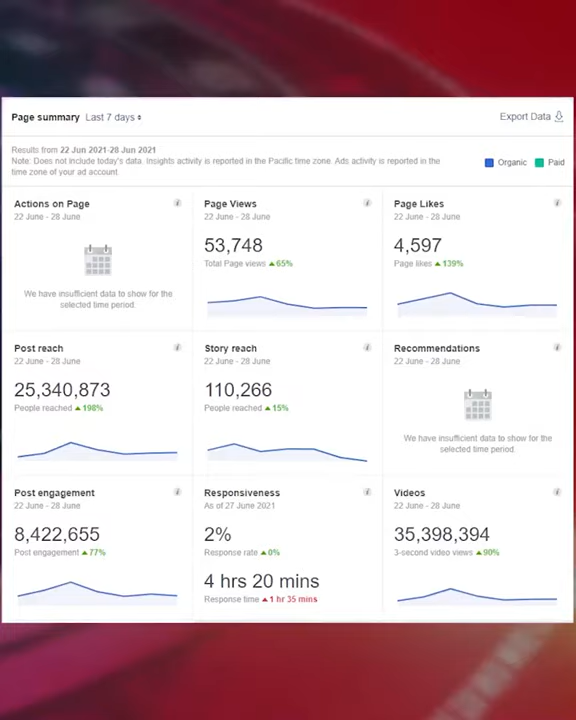 Page summary Last 7 days
Export Data
Results from 22 Jun 2021-28 Jun 2021
Note: Does not include today's data. Insights activity is reported in the Pacific time zone. Ads activity is reported in the
time zone of your ad account.
Organic Paid
Actions on Page
22 June - 28 June
We have insufficient data to show for the
selected time period.
Page Views
22 June - 28 June
53,748
Total Page views ▲65%
Page Likes
22 June - 28 June
4,597
Page likes ▲139%
Post reach
22 June - 28 June
25,340,873
People reached ▲198%
Story reach
22 June - 28 June
110,266
People reached ▲15%
Recommendations
22 June - 28 June
We have insufficient data to show for the
selected time period.
Post engagement
22 June - 28 June
8,422,655
Post engagement ▲77%
Responsiveness
As of 27 June 2021
2%
Response rate ▲0%
4 hrs 20 mins
Response time ▲1 hr 35 mins
Videos
22 June - 28 June
35,398,394
3-second video views ▲90%